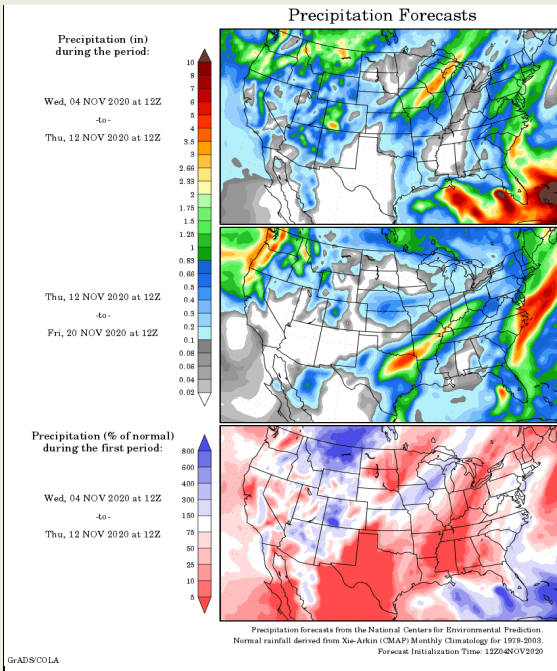 Precipitation Forecasts
Precipitation (in)
during the period:
Wed, 04 NOV 2020 at 12Z
-to-
Thu, 12 NOV 2020 at 12Z
10
9
8
7
6
5
4
3.5
3
2.66
2.33
2
1.75
1.5
1.25
1
0.83
0.66
0.5
0.4
0.3
0.2
0.1
0.08
0.06
0.04
0.02
Thu, 12 NOV 2020 at 12Z
-to-
Fri, 20 NOV 2020 at 12Z
Precipitation (% of normal)
during the first period:
Wed, 04 NOV 2020 at 12Z
-to-
Thu, 12 NOV 2020 at 12Z
800
600
400
300
150
75
50
25
10
5
Precipitation forecasts from the National Centers for Environmental Prediction.
Normal rainfall derived from Xie-Arkin (CMAP) Monthly Climatology for 1979-2003.
Forecast Initialization Time: 12Z04NOV2020
GrADS/COLA